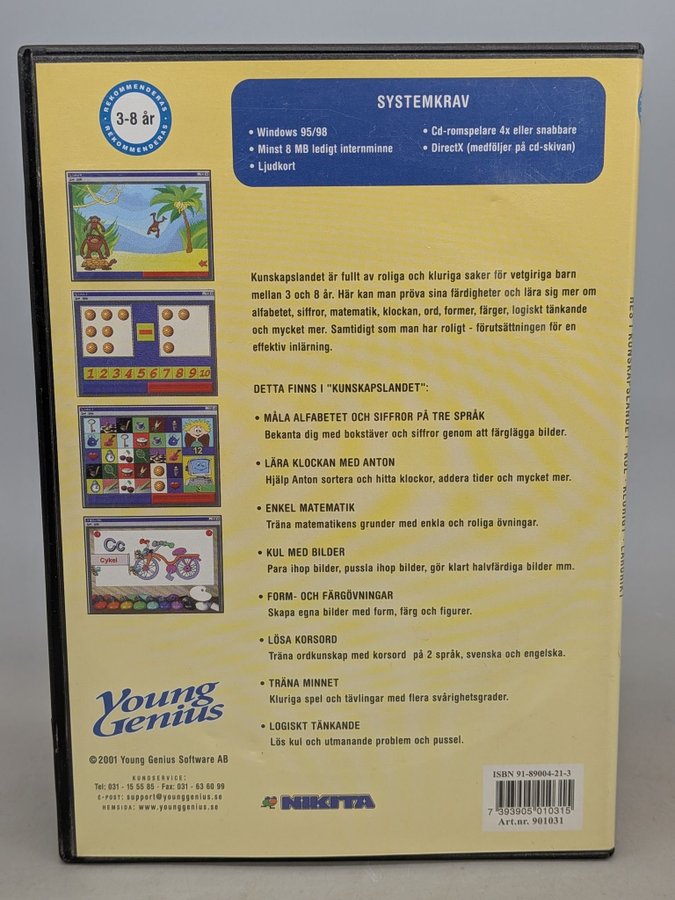 REKOMMENDERAS
3-8 år
REKOMMENDERAS
SYSTEMKRAV
• Windows 95/98
• Minst 8 MB ledigt internminne
• Ljudkort
• Cd-romspelare 4x eller snabbare
• DirectX (medföljer på cd-skivan)
Kunskapslandet är fullt av roliga och kluriga saker för vetgiriga barn
mellan 3 och 8 år. Här kan man pröva sina färdigheter och lära sig mer om
alfabetet, siffror, matematik, klockan, ord, former, färger, logiskt tänkande
och mycket mer. Samtidigt som man har roligt - förutsättningen för en
effektiv inlärning.
DETTA FINNS I "KUNSKAPSLANDET":
• MÅLA ALFABETET OCH SIFFROR PÅ TRE SPRÅK
Bekanta dig med bokstäver och siffror genom att färglägga bilder.
• LÄRA KLOCKAN MED ANTON
Hjälp Anton sortera och hitta klockor, addera tider och mycket mer.
• ENKEL MATEMATIK
Träna matematikens grunder med enkla och roliga övningar.
• KUL MED BILDER
Para ihop bilder, pussla ihop bilder, gör klart halvfärdiga bilder mm.
• FORM- OCH FÄRGÖVNINGAR
Skapa egna bilder med form, färg och figurer.
• LÖSA KORSORD
Träna ordkunskap med korsord på 2 språk, svenska och engelska.
• TRÄNA MINNET
Kluriga spel och tävlingar med flera svårighetsgrader.
• LOGISKT TÄNKANDE
Lös kul och utmanande problem och pussel.
1 2 3 4 5 6 7 8 9 10
12
Cc
Cykel
Young
Genius
©2001 Young Genius Software AB
KUNDSERVICE:
Tel: 031 - 15 55 85 - Fax: 031 - 63 60 99
E-POST: support@younggenius.se
HEMSIDA: www.younggenius.se
NIKITA
ISBN 91-89004-21-3
7 393905 010315
Art.nr. 901031